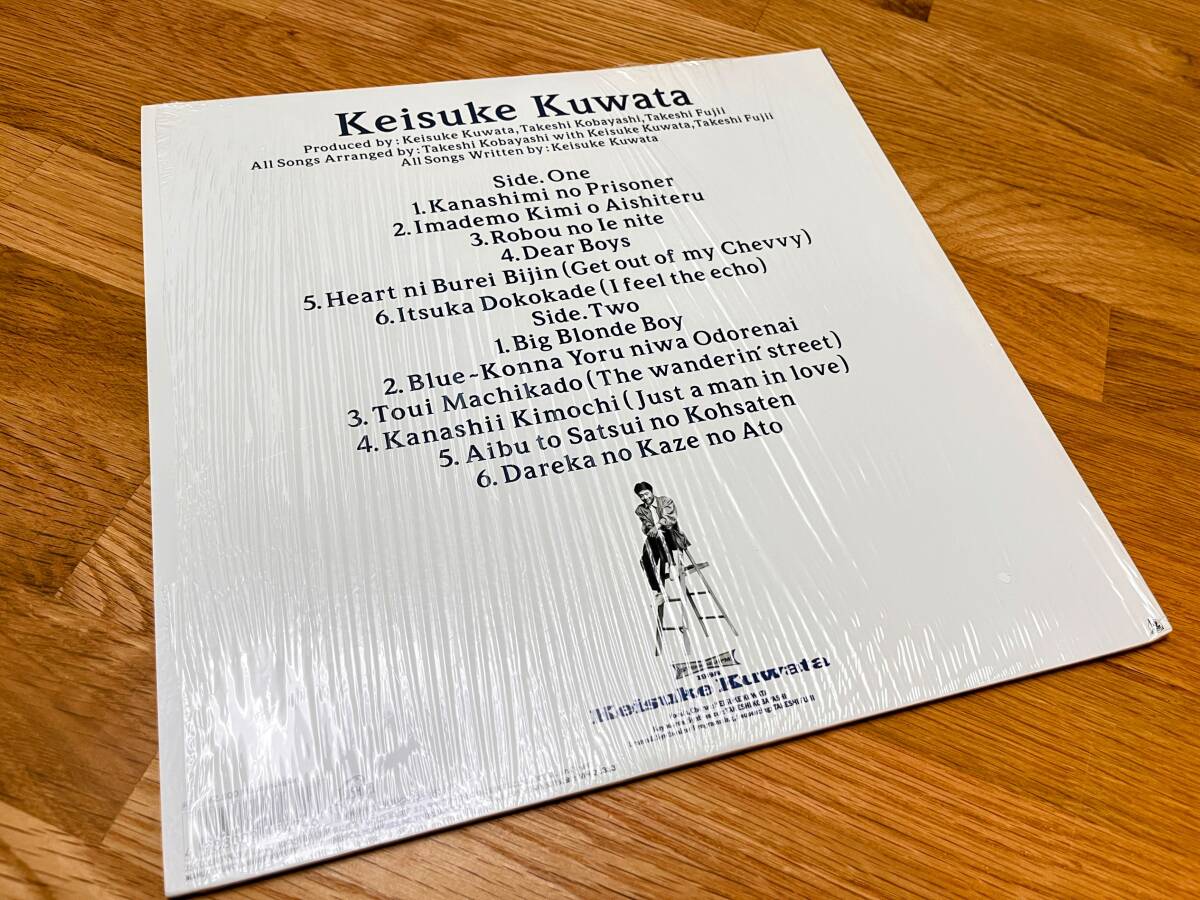 Keisuke Kuwata
Produced by: Keisuke Kuwata, Takeshi Kobayashi, Takeshi Fujii
All Songs Arranged by: Takeshi Kobayashi with Keisuke Kuwata, Takeshi Fujii
All Songs Written by: Keisuke Kuwata
Side. One
1. Kanashimi no Prisoner
2. Imademo Kimi o Aishiteru
3. Robou no Ie nite
4. Dear Boys
5. Heart ni Burei Bijin (Get out of my Chevvy)
6. Itsuka Dokokade (I feel the echo)
Side. Two
1. Big Blonde Boy
2. Blue~Konna Yoru niwa Odorenai
3. Toui Machikado (The wanderin' street)
4. Kanashii Kimochi (Just a man in love)
5. Aibu to Satsui no Kohsaten
6. Dareka no Kaze no Ato
Keisuke Kuwata